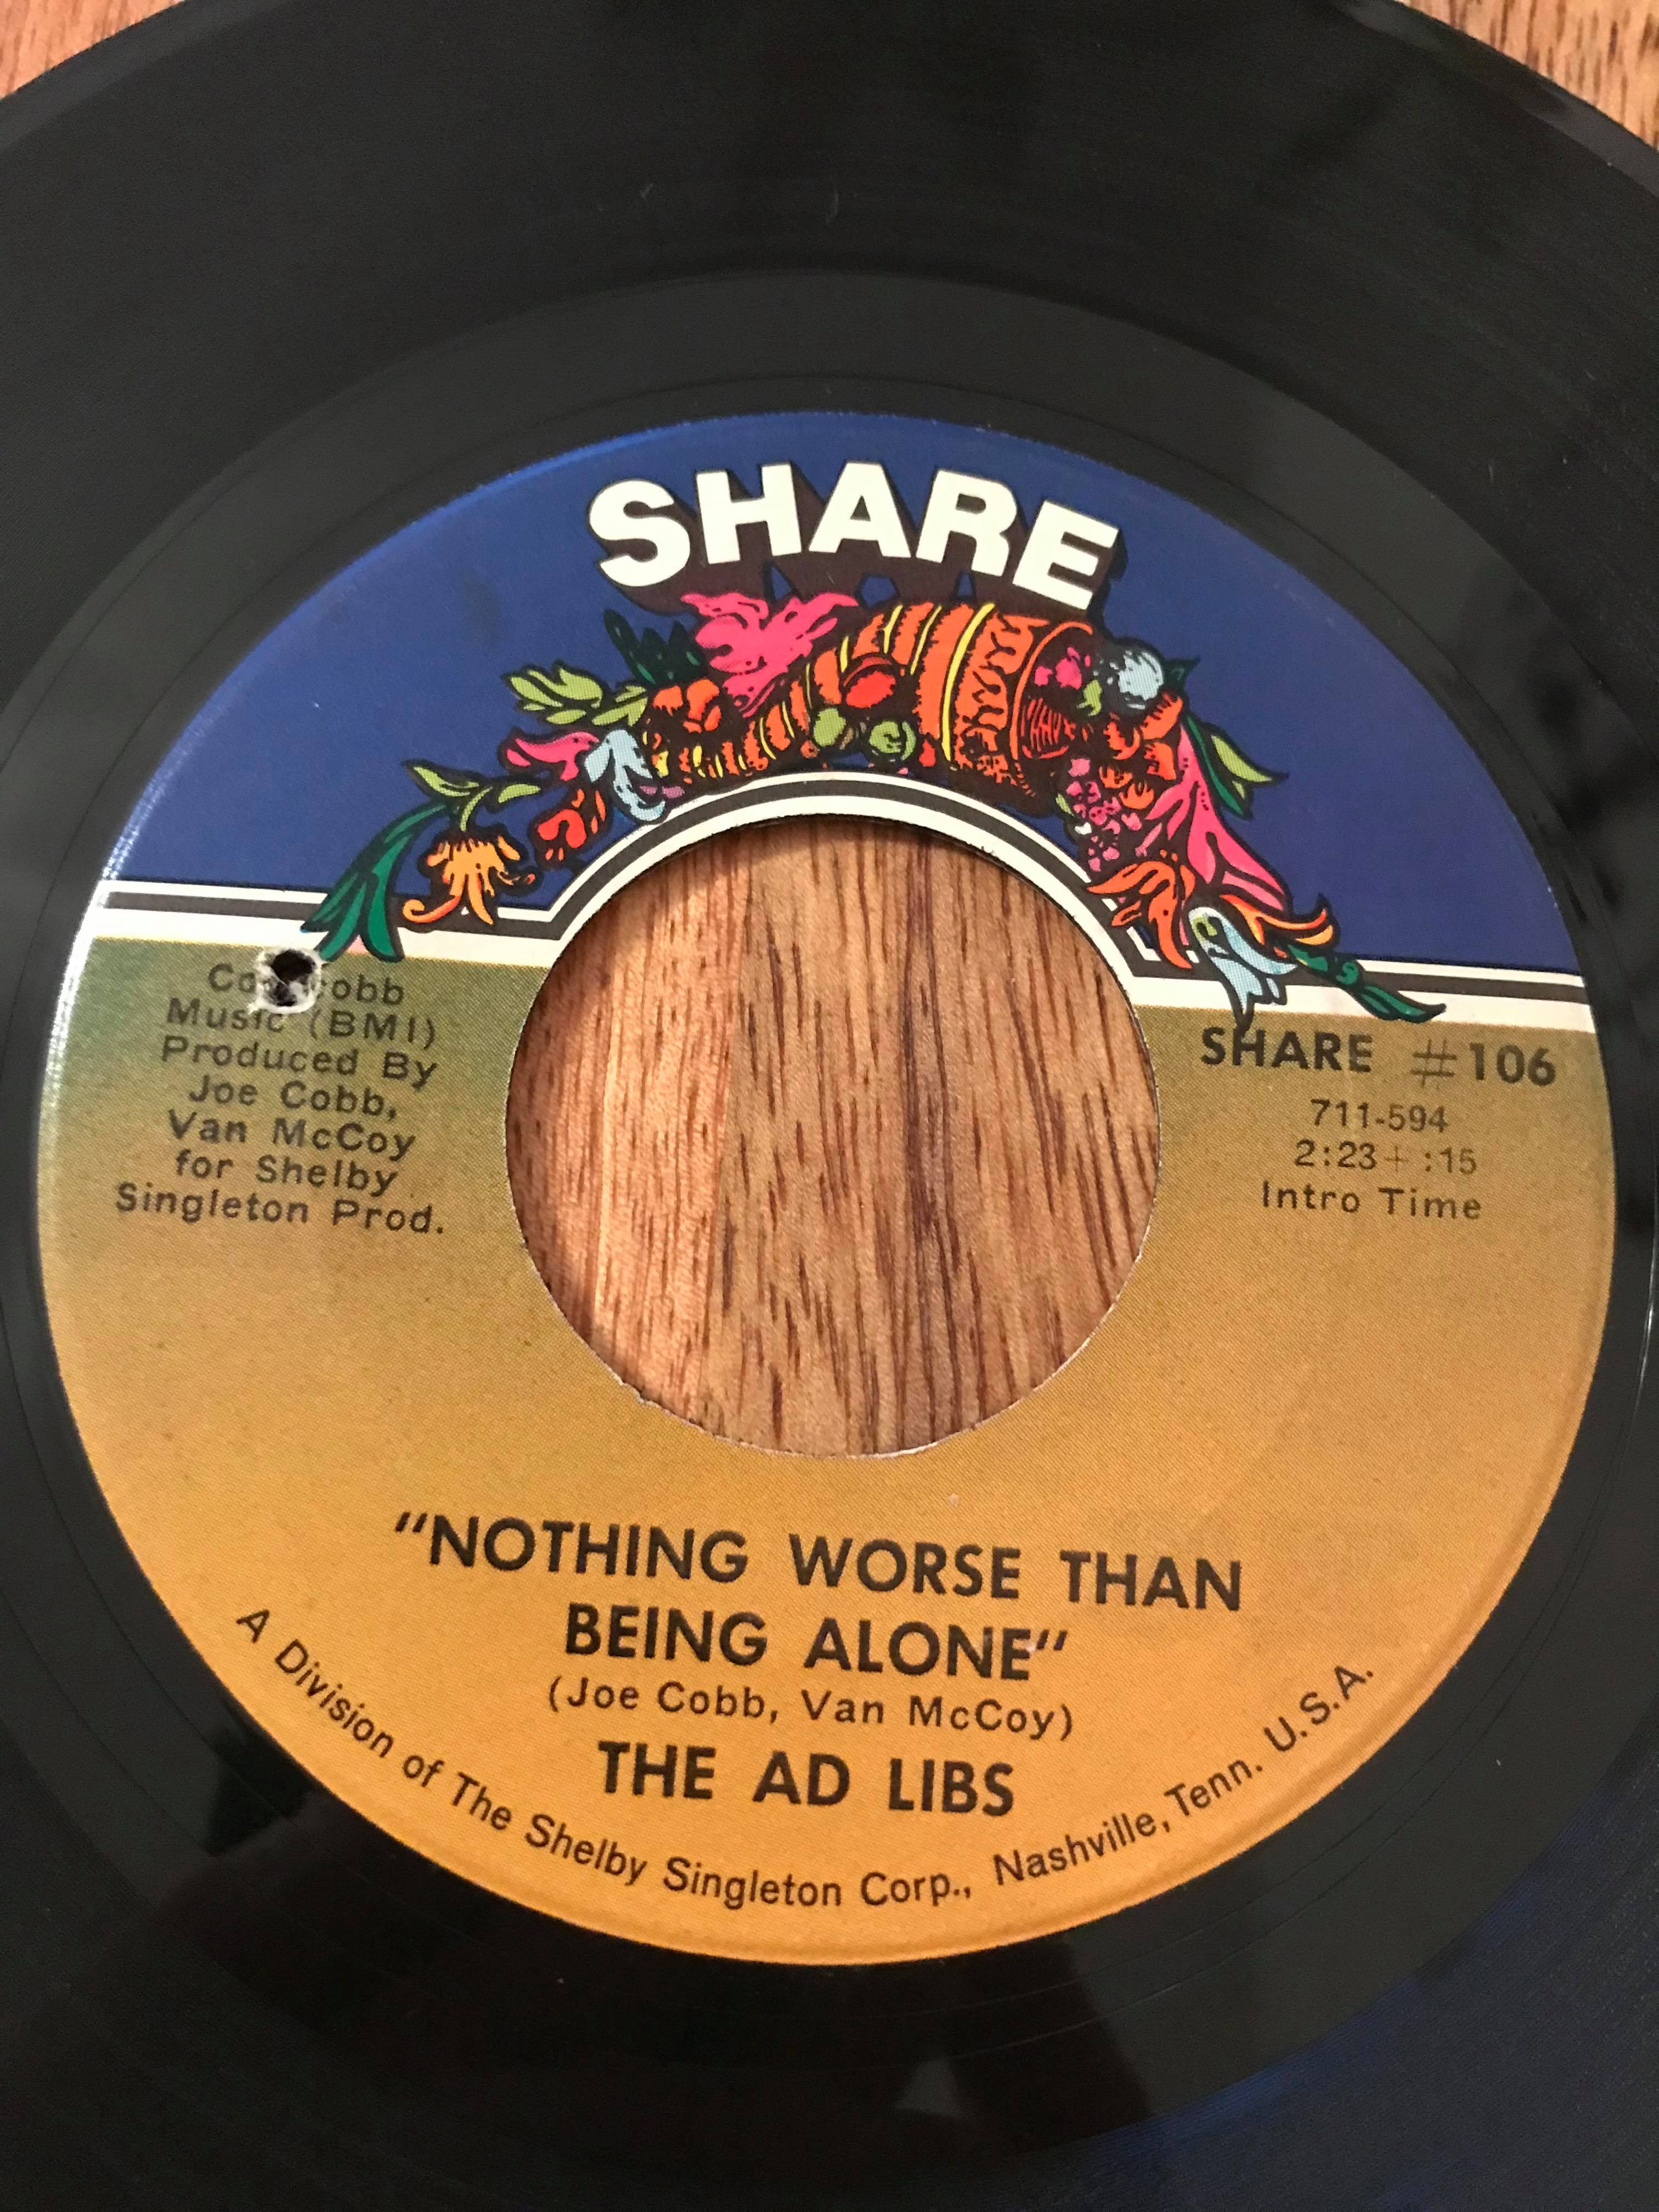 SHARE
Music (BMI)
Produced By
Joe Cobb,
Van McCoy
for Shelby
Singleton Prod.
SHARE #106
711-594
2:23 + :15
Intro Time
"NOTHING WORSE THAN
BEING ALONE"
(Joe Cobb, Van McCoy)
THE AD LIBS
A Division of The Shelby Singleton Corp., Nashville, Tenn. U.S.A.